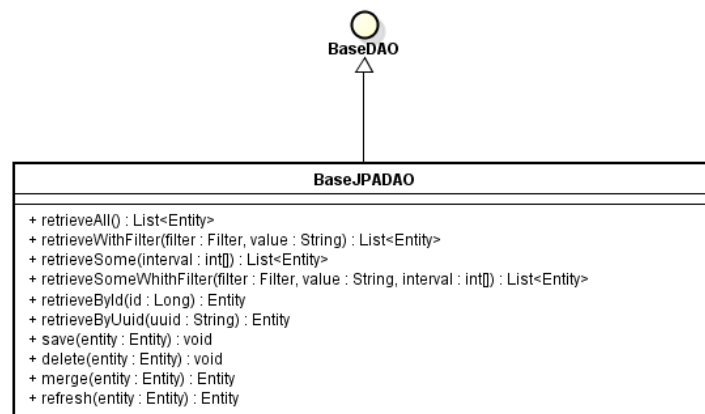 BaseDAO
BaseJPADAO
+ retrieveAll() : List<Entity>
+ retrieveWithFilter(filter : Filter, value : String) : List<Entity>
+ retrieveSome(interval : int[]) : List<Entity>
+ retrieveSomeWhithFilter(filter : Filter, value : String, interval : int[]) : List<Entity>
+ retrieveById(id : Long) : Entity
+ retrieveByUuid(uuid : String) : Entity
+ save(entity : Entity) : void
+ delete(entity : Entity) : void
+ merge(entity : Entity) : Entity
+ refresh(entity : Entity) : Entity